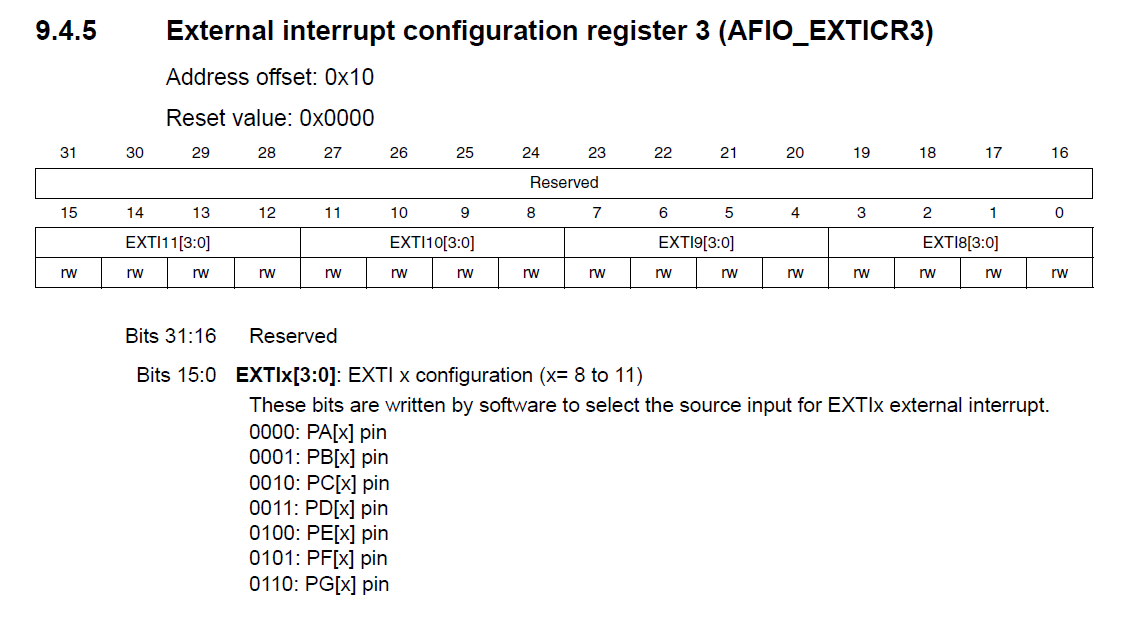 9.4.5 External interrupt configuration register 3 (AFIO_EXTICR3)
Address offset: 0x10
Reset value: 0x0000
31 30 29 28 27 26 25 24 23 22 21 20 19 18 17 16
Reserved
15 14 13 12 11 10 9 8 7 6 5 4 3 2 1 0
EXTI11[3:0] EXTI10[3:0] EXTI9[3:0] EXTI8[3:0]
rw rw rw rw rw rw rw rw rw rw rw rw rw rw rw rw
Bits 31:16 Reserved
Bits 15:0 EXTIx[3:0]: EXTI x configuration (x= 8 to 11)
These bits are written by software to select the source input for EXTIx external interrupt.
0000: PA[x] pin
0001: PB[x] pin
0010: PC[x] pin
0011: PD[x] pin
0100: PE[x] pin
0101: PF[x] pin
0110: PG[x] pin